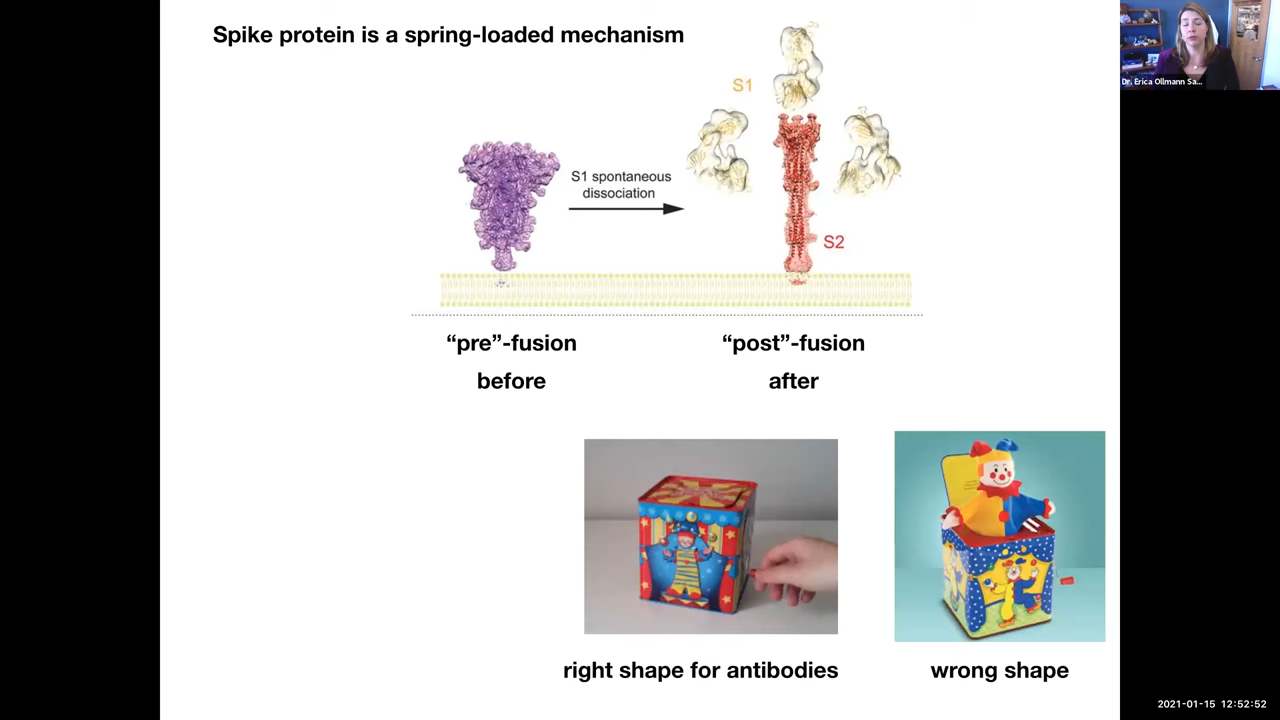 Spike protein is a spring-loaded mechanism
S1
S1 spontaneous
dissociation
S2
“pre”-fusion
“post”-fusion
before
after
right shape for antibodies
wrong shape
Dr. Erica Ollmann Sa...
2021-01-15 12:52:52